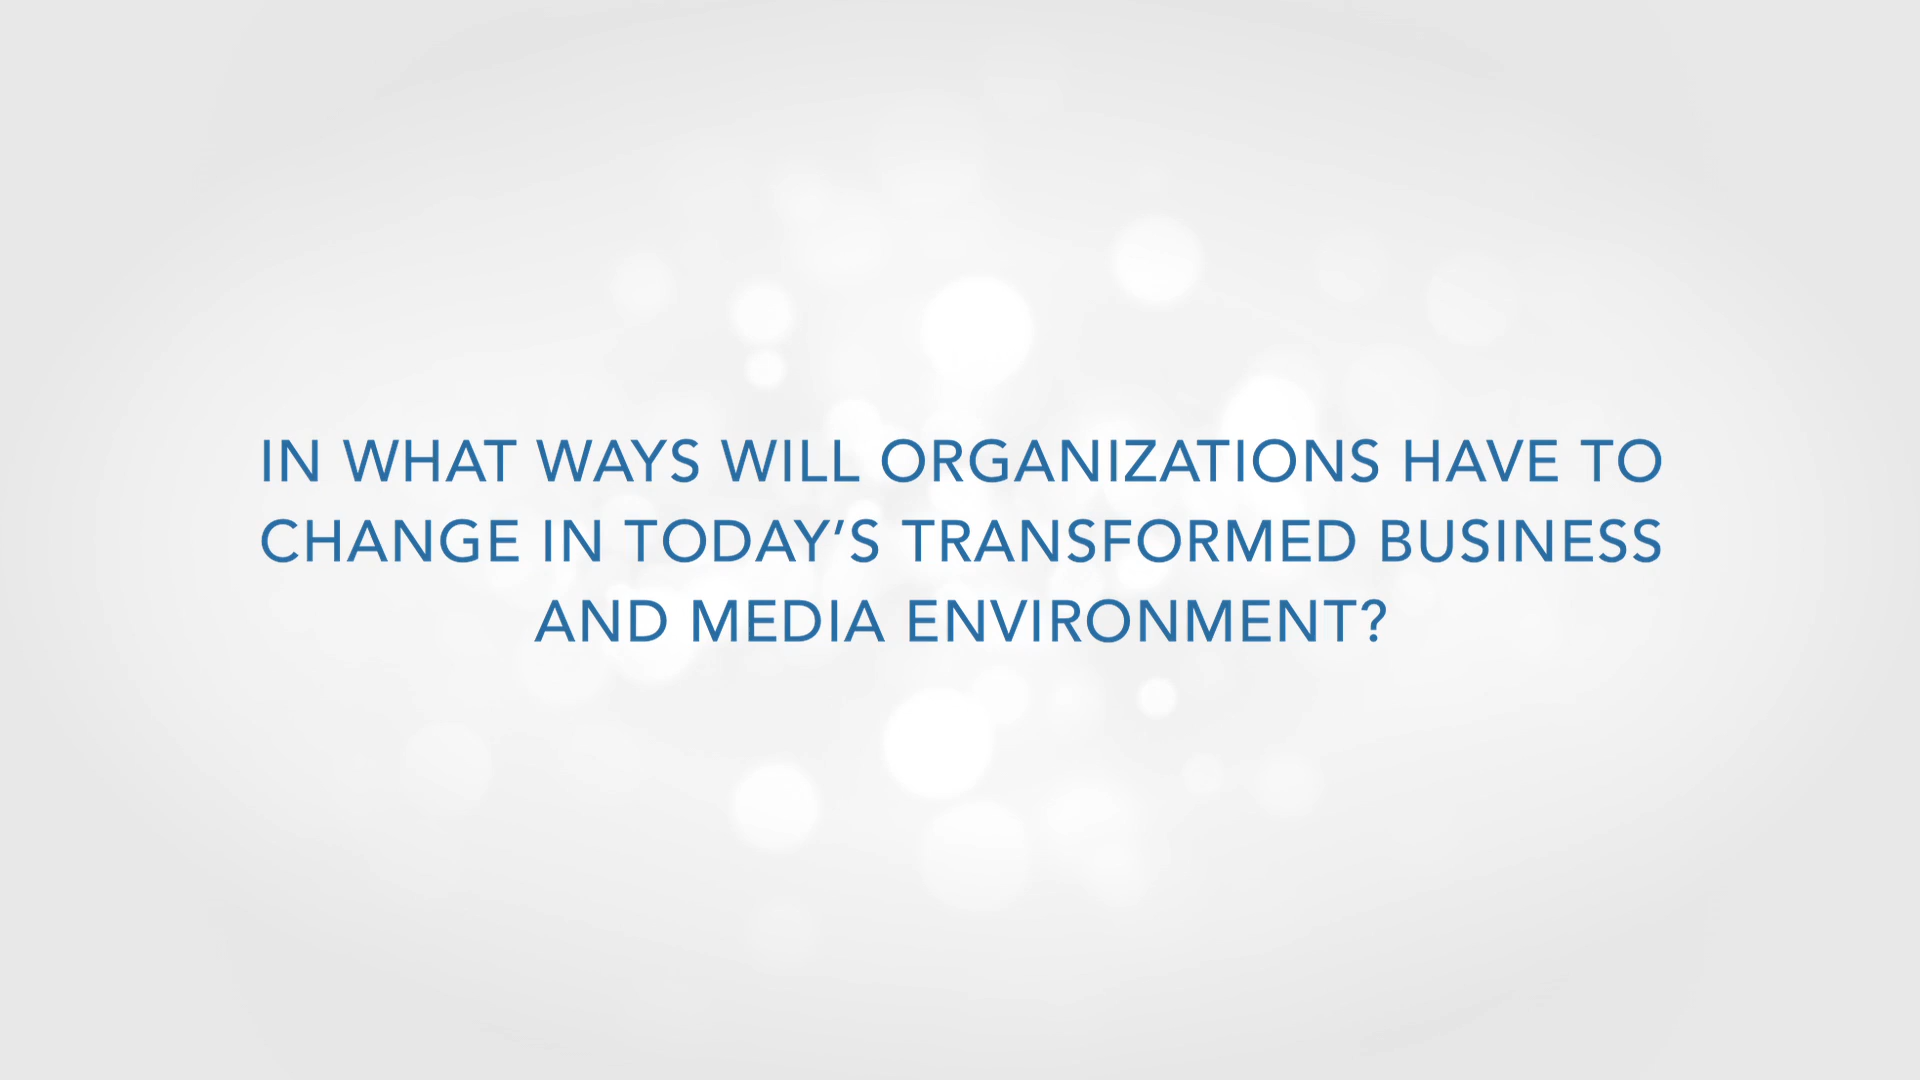 IN WHAT WAYS WILL ORGANIZATIONS HAVE TO
CHANGE IN TODAY’S TRANSFORMED BUSINESS
AND MEDIA ENVIRONMENT?